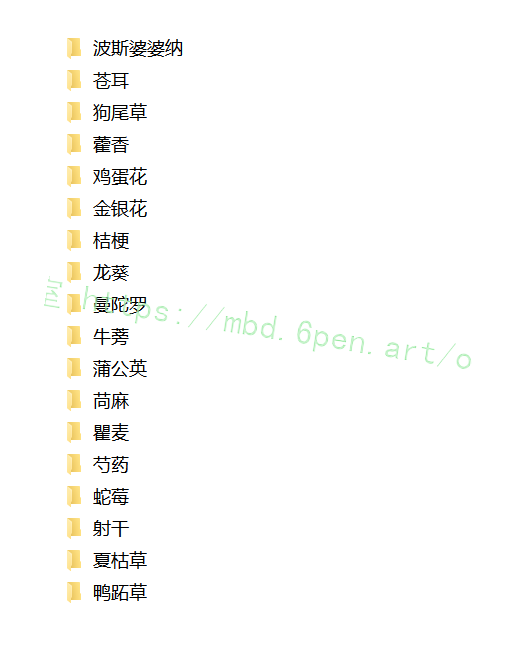 波斯婆婆纳
苍耳
狗尾草
藿香
鸡蛋花
金银花
桔梗
龙葵
曼陀罗
https://mbd.6pen.art/o
牛蒡
蒲公英
苘麻
瞿麦
芍药
蛇莓
射干
夏枯草
鸭跖草